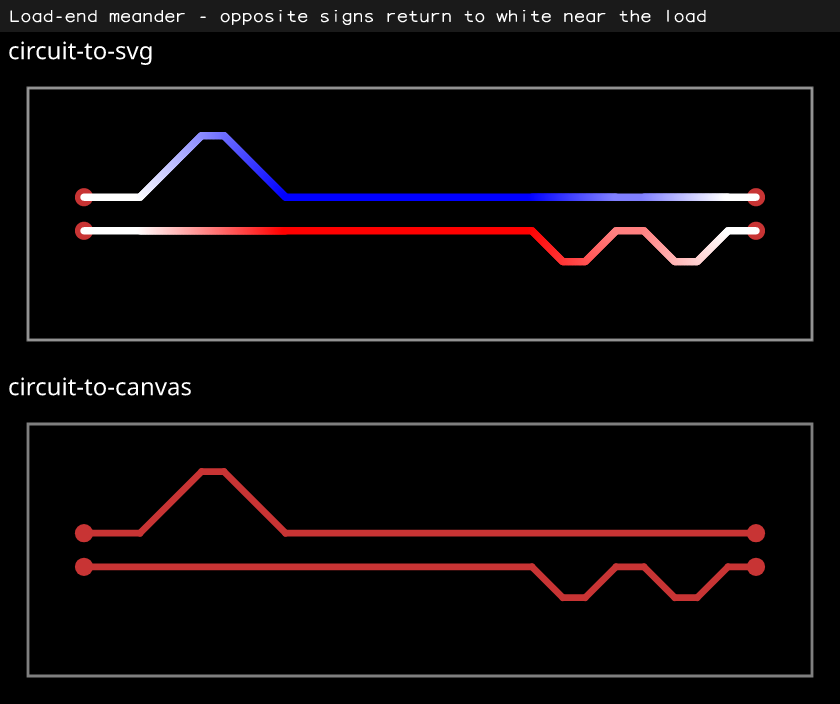 Load-end meander - opposite signs return to white near the load
circuit-to-svg
circuit-to-canvas